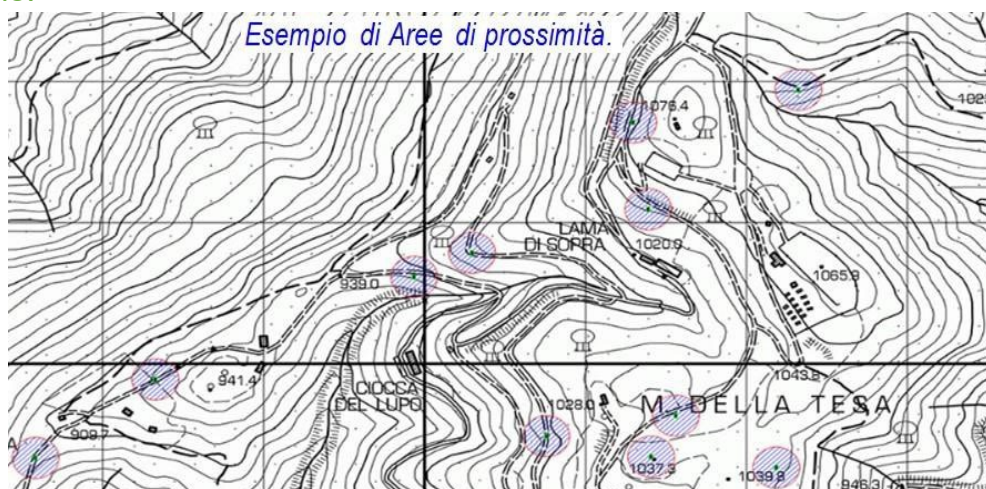 Esempio di Aree di prossimità.
1076.4
LAMA
DI SOPRA
1020.9
939.0
1065.9
941.4
CIOCCA
DEL LUPO
1043.8
1028.0
M. DELLA TESA
909.7
A
1037.3
1039.8
946.3